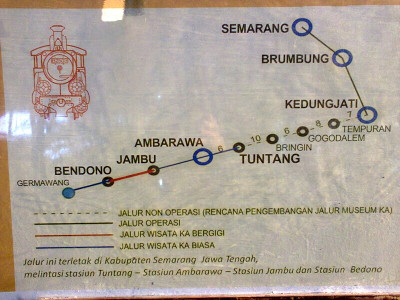 SEMARANG
BRUMBUNG
KEDUNGJATI
7
TEMPURAN
8
GOGODALEM
6
BRINGIN
10
TUNTANG
6
AMBARAWA
JAMBU
BENDONO
GERMAWANG
JALUR NON OPERASI (RENCANA PENGEMBANGAN JALUR MUSEUM KA)
JALUR OPERASI
JALUR WISATA KA BERGIGI
JALUR WISATA KA BIASA
Jalur ini terletak di Kabupaten Semarang Jawa Tengah,
melintasi stasiun Tuntang – Stasiun Ambarawa – Stasiun Jambu dan Stasiun Bedono